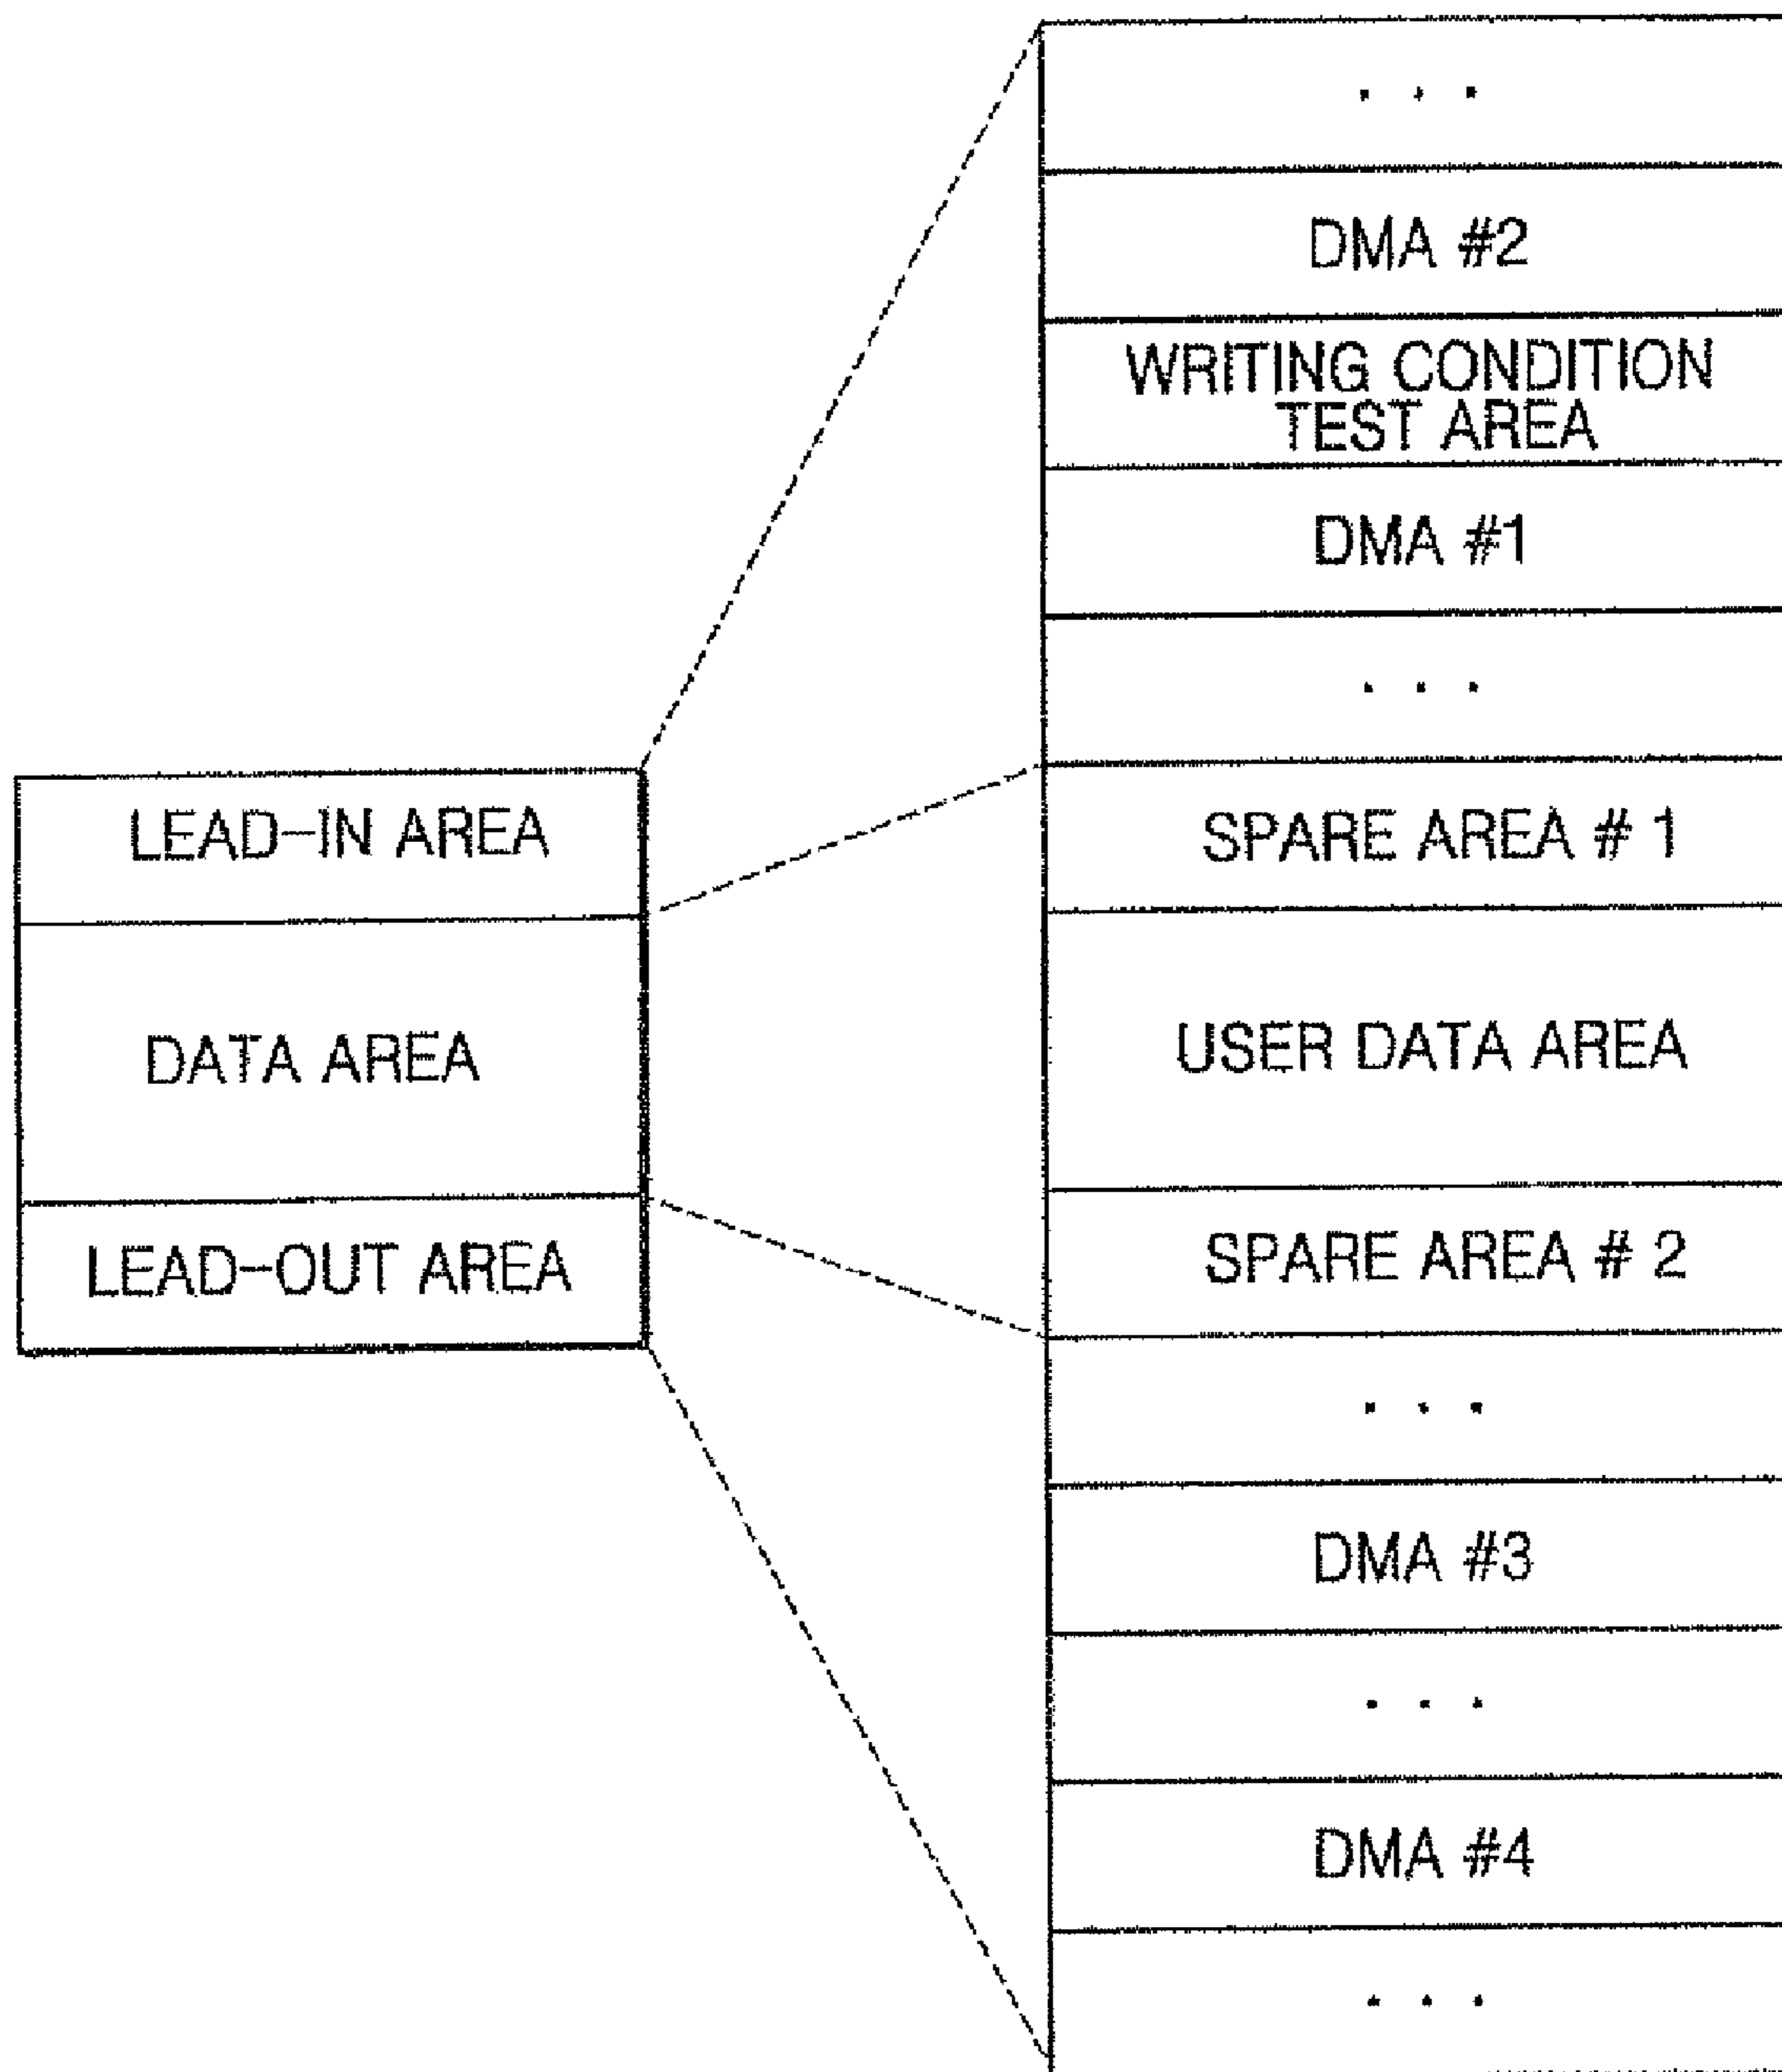 LEAD-IN AREA
DATA AREA
LEAD-OUT AREA
. . .
DMA #2
WRITING CONDITION
TEST AREA
DMA #1
. . .
SPARE AREA # 1
USER DATA AREA
SPARE AREA # 2
. . .
DMA #3
. . .
DMA #4
. . .